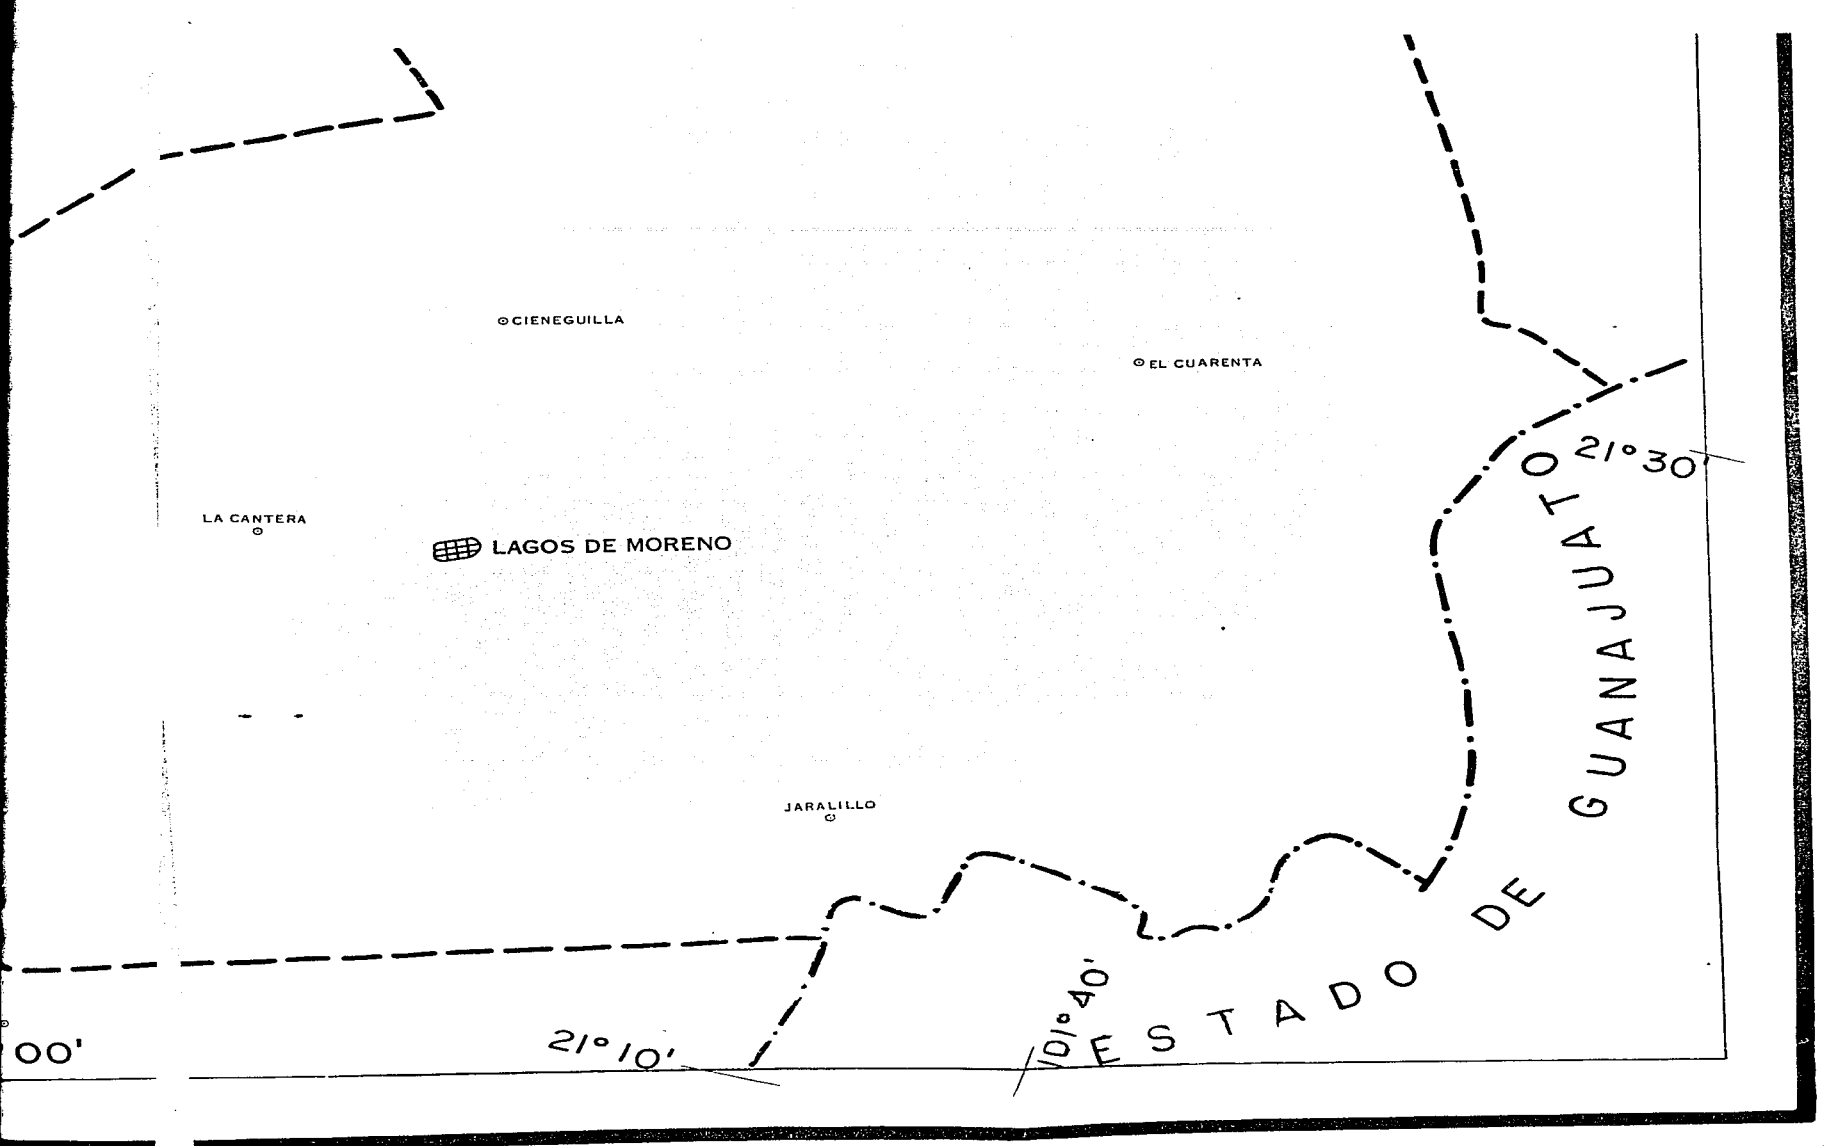 CIENEGUILLA
EL CUARENTA
21°30'
LA CANTERA
LAGOS DE MORENO
JARALILLO
ESTADO DE GUANAJUATO
101°40'
21°10'
00'